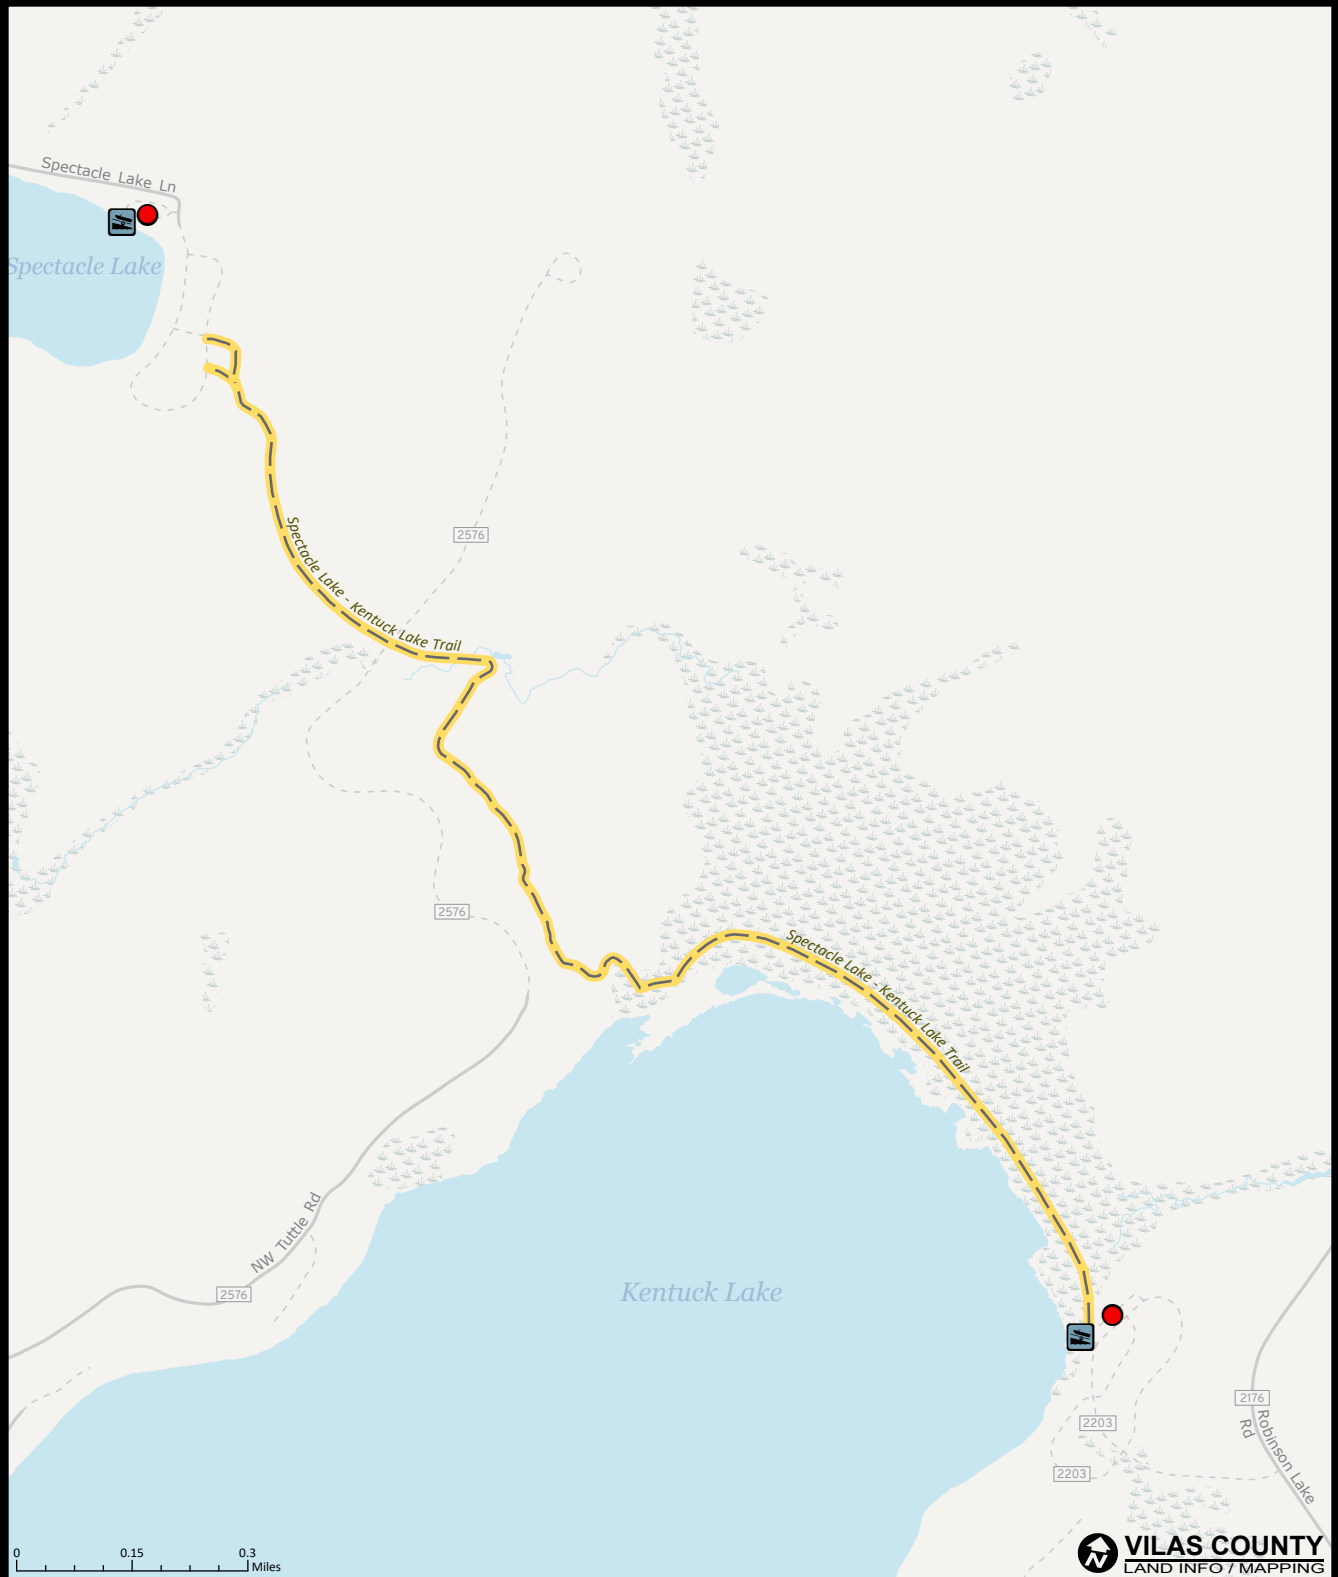 Spectacle Lake Ln
Spectacle Lake
2576
Spectacle Lake - Kentuck Lake Trail
2576
Spectacle Lake - Kentuck Lake Trail
NW Tuttle Rd
2576
Kentuck Lake
2176
Robinson Lake Rd
2203
2203
0 0.15 0.3
Miles
VILAS COUNTY
LAND INFO / MAPPING